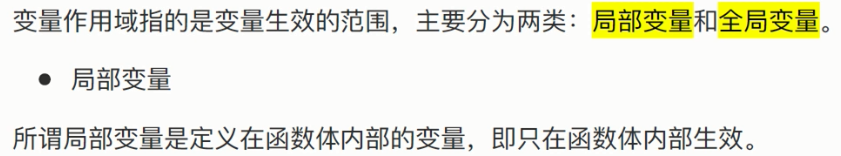 变量作用域指的是变量生效的范围，主要分为两类：局部变量和全局变量。
● 局部变量
所谓局部变量是定义在函数体内部的变量，即只在函数体内部生效。